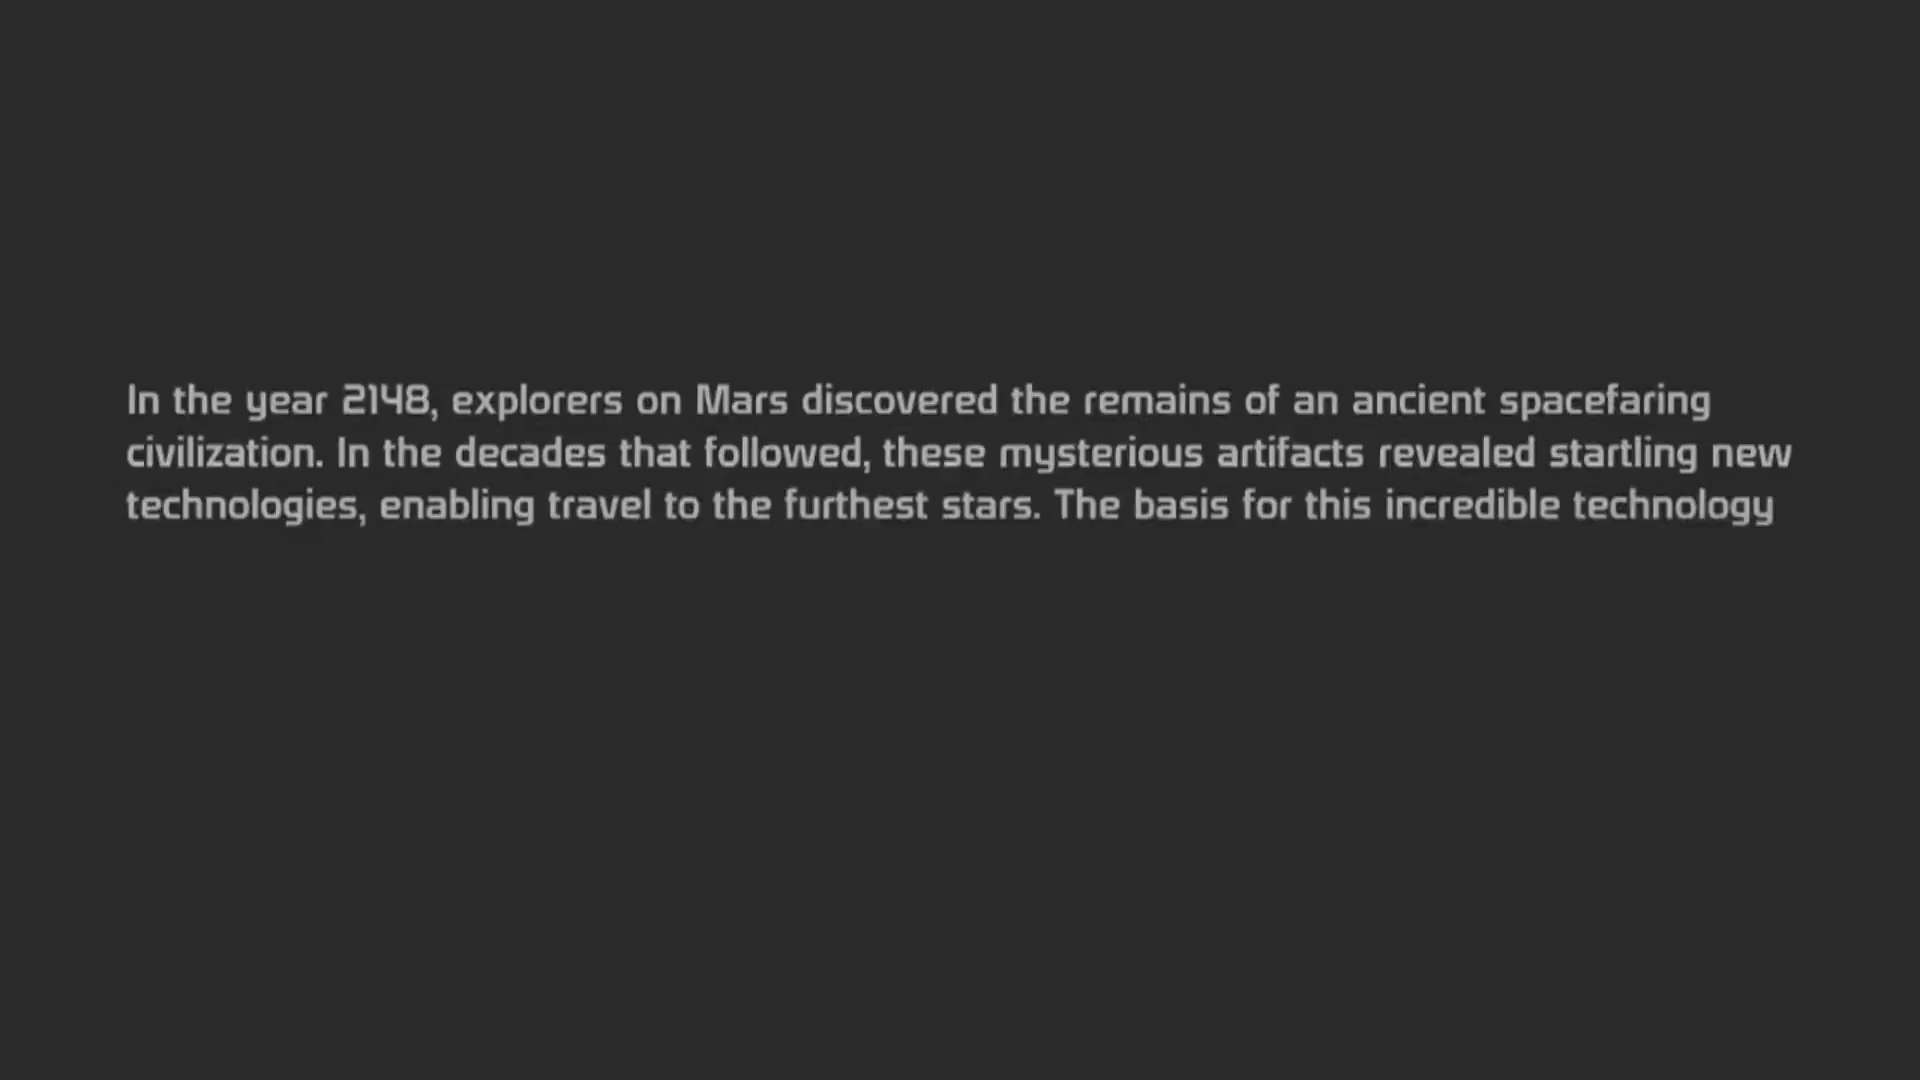 In the year 2148, explorers on Mars discovered the remains of an ancient spacefaring
civilization. In the decades that followed, these mysterious artifacts revealed startling new
technologies, enabling travel to the furthest stars. The basis for this incredible technology